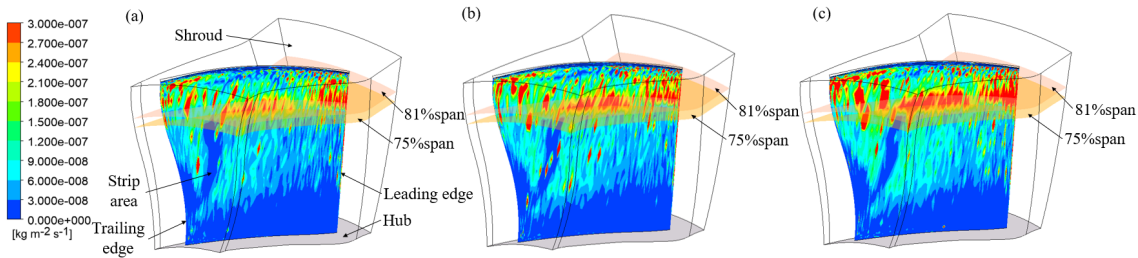 3.000e-007
2.700e-007
2.400e-007
2.100e-007
1.800e-007
1.500e-007
1.200e-007
9.000e-008
6.000e-008
3.000e-008
0.000e+000
[kg m^-2 s^-1]
(a)
Shroud
81%span
75%span
Strip
area
Leading edge
Trailing
edge
Hub
(b)
81%span
75%span
(c)
81%span
75%span